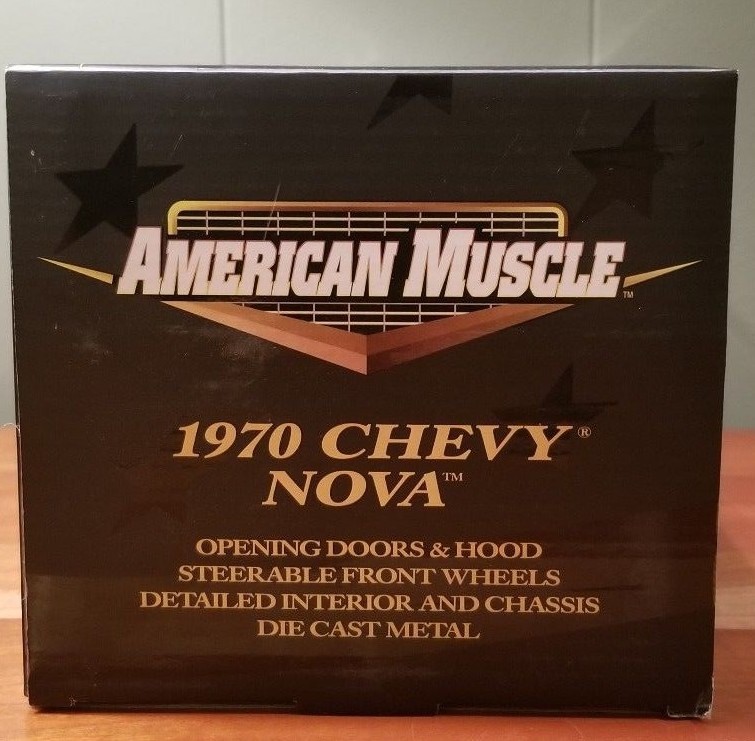 AMERICAN MUSCLE™
1970 CHEVY®
NOVA™
OPENING DOORS & HOOD
STEERABLE FRONT WHEELS
DETAILED INTERIOR AND CHASSIS
DIE CAST METAL